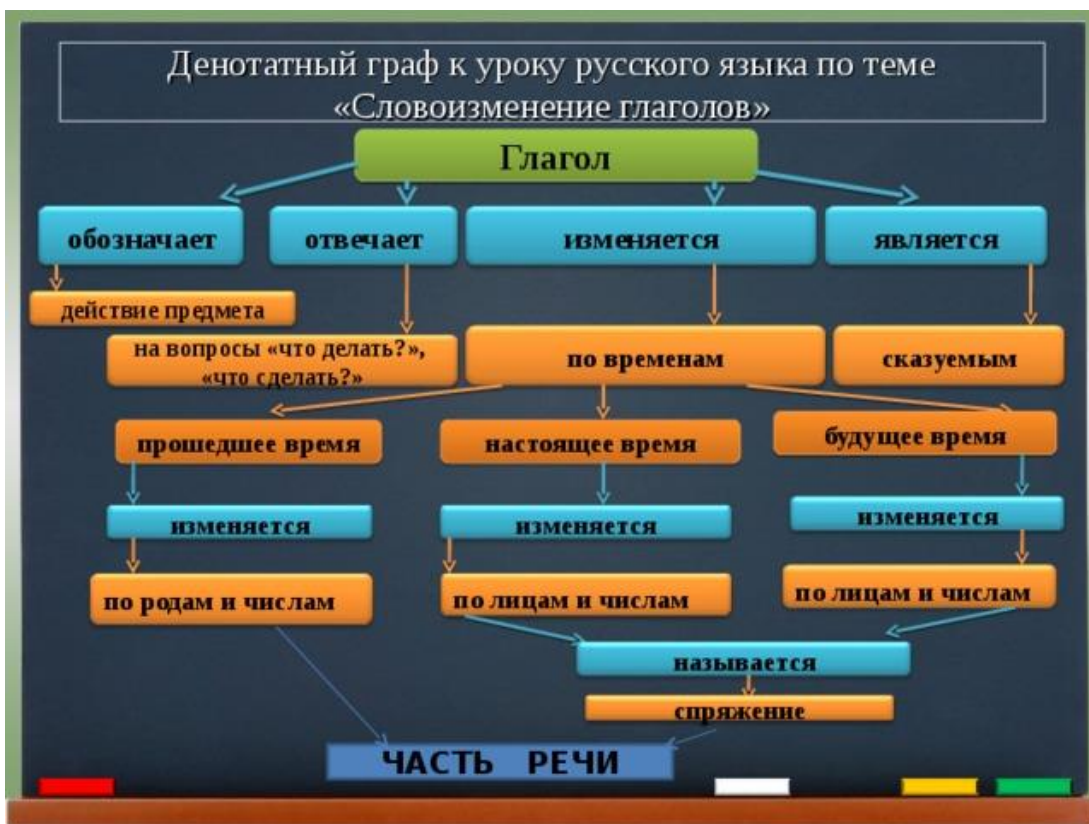 Денотатный граф к уроку русского языка по теме
«Словоизменение глаголов»
Глагол
обозначает
отвечает
изменяется
является
действие предмета
на вопросы «что делать?»,
«что сделать?»
по временам
сказуемым
прошедшее время
настоящее время
будущее время
изменяется
изменяется
изменяется
по родам и числам
по лицам и числам
по лицам и числам
называется
спряжение
ЧАСТЬ РЕЧИ